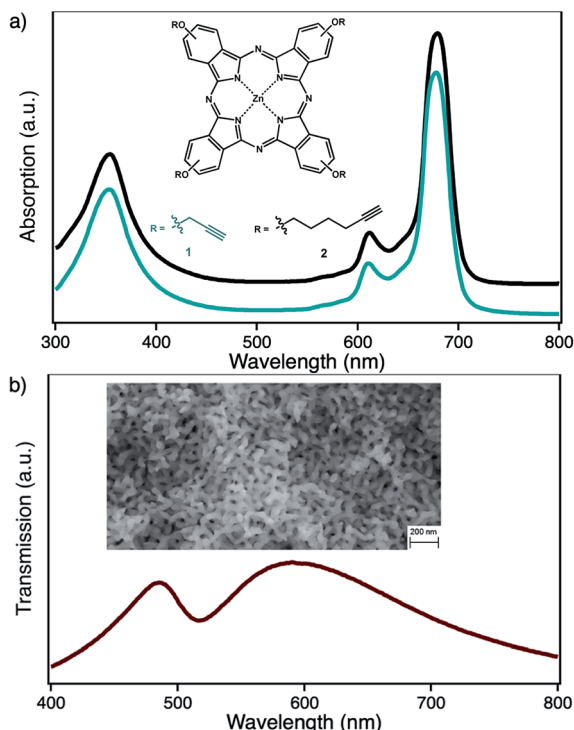 a)
RO
OR
N
N
N
N
Zn
N
N
N
N
RO
OR
R =
1
R =
2
Absorption (a.u.)
300
400
500
600
700
800
Wavelength (nm)
b)
200 nm
Transmission (a.u.)
400
500
600
700
800
Wavelength (nm)